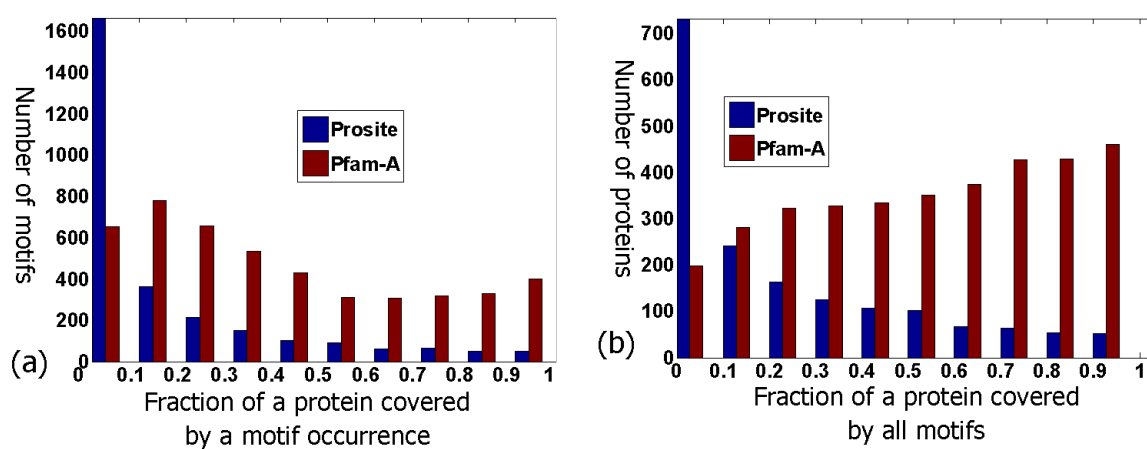 1600
1400
1200
1000
800
600
400
200
0
Number of motifs
Prosite
Pfam-A
0 0.1 0.2 0.3 0.4 0.5 0.6 0.7 0.8 0.9 1
(a)
Fraction of a protein covered
by a motif occurrence
700
600
500
400
300
200
100
0
Number of proteins
Prosite
Pfam-A
0 0.1 0.2 0.3 0.4 0.5 0.6 0.7 0.8 0.9 1
(b)
Fraction of a protein covered
by all motifs